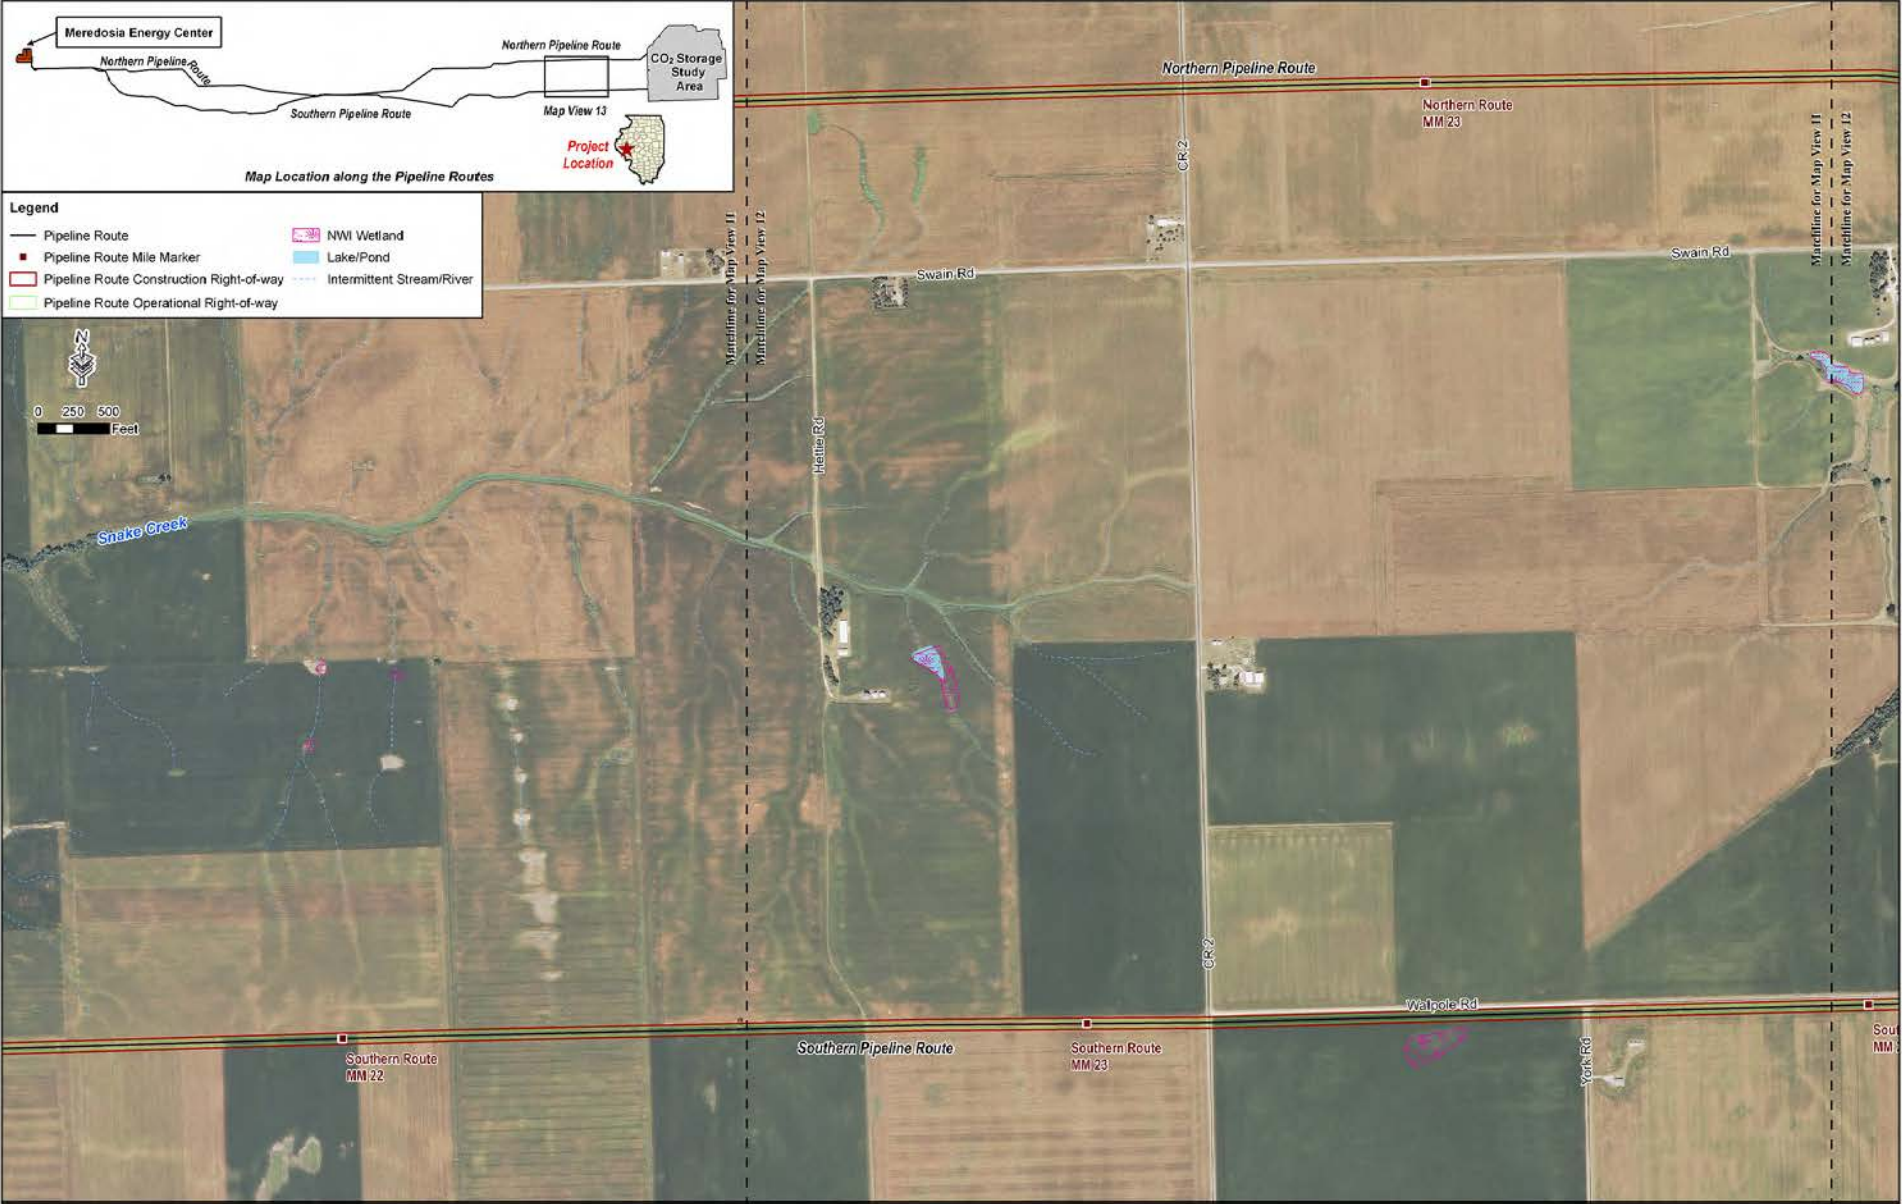 Meredosia Energy Center
Northern Pipeline Route
Northern Pipeline Route
CO₂ Storage
Study
Area
Southern Pipeline Route
Map View 13
Project
Location
Map Location along the Pipeline Routes
Legend
Pipeline Route
Pipeline Route Mile Marker
Pipeline Route Construction Right-of-way
Pipeline Route Operational Right-of-way
NWI Wetland
Lake/Pond
Intermittent Stream/River
N
0 250 500
Feet
Northern Pipeline Route
Northern Route
MM 23
CR 2
Matchline for Map View 11
Matchline for Map View 12
Matchline for Map View 11
Matchline for Map View 12
Swain Rd
Swain Rd
Hettie Rd
Snake Creek
CR 2
Walpole Rd
Southern Route
MM 22
Southern Pipeline Route
Southern Route
MM 23
York Rd
Sout
MM